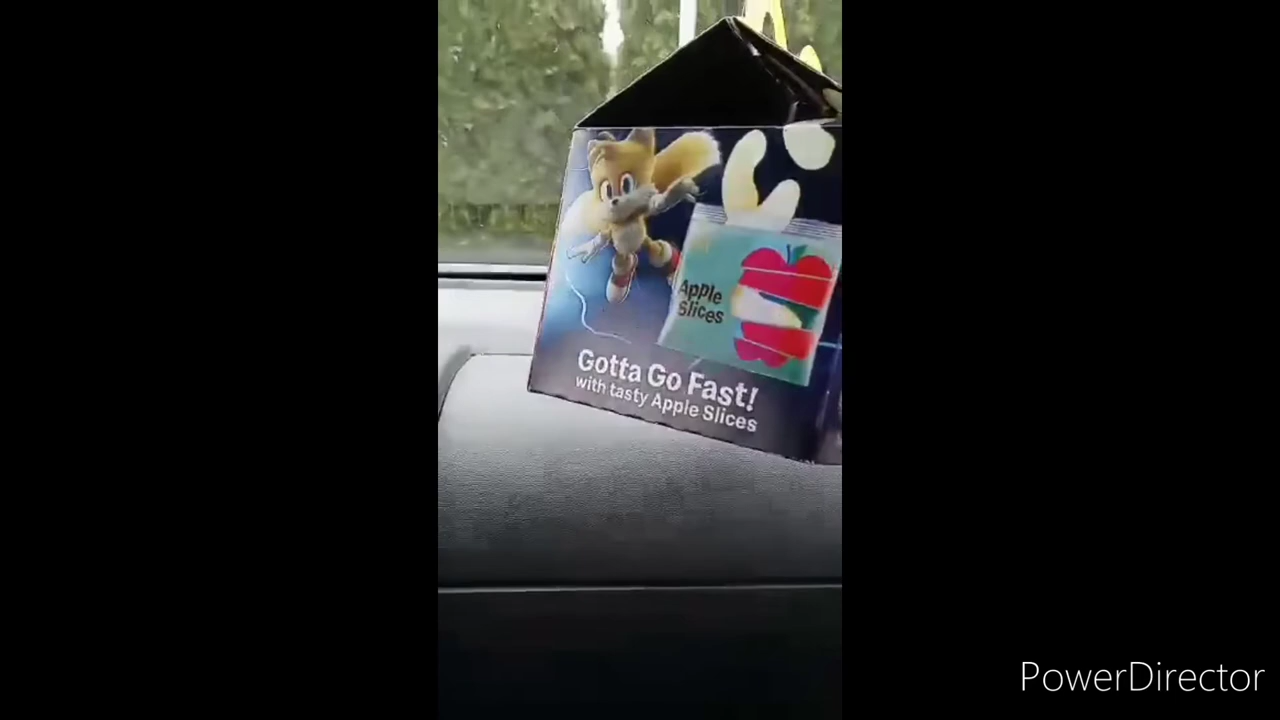 Apple
Slices
Gotta Go Fast!
with tasty Apple Slices
PowerDirector